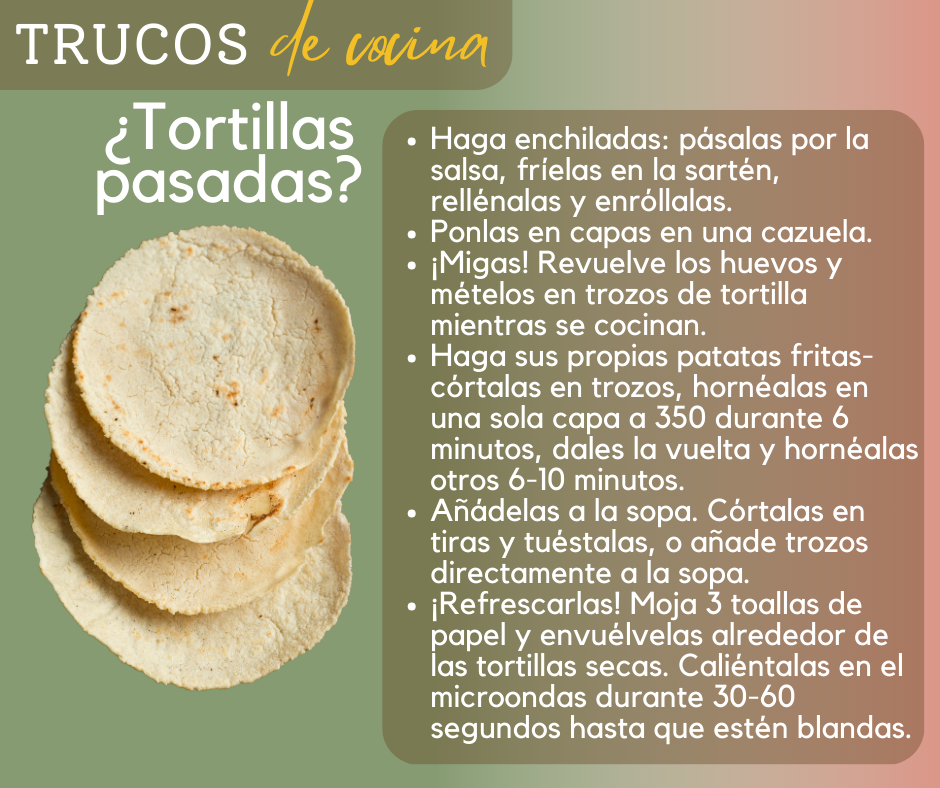 TRUCOS de cocina
¿Tortillas
pasadas?
• Haga enchiladas: pásalas por la
salsa, fríelas en la sartén,
rellénalas y enróllalas.
• Ponlas en capas en una cazuela.
• ¡Migas! Revuelve los huevos y
mételos en trozos de tortilla
mientras se cocinan.
• Haga sus propias patatas fritas-
córtalas en trozos, hornéalas en
una sola capa a 350 durante 6
minutos, dales la vuelta y hornéalas
otros 6-10 minutos.
• Añádelas a la sopa. Córtalas en
tiras y tuéstalas, o añade trozos
directamente a la sopa.
• ¡Refrescarlas! Moja 3 toallas de
papel y envuélvelas alrededor de
las tortillas secas. Caliéntalas en el
microondas durante 30-60
segundos hasta que estén blandas.